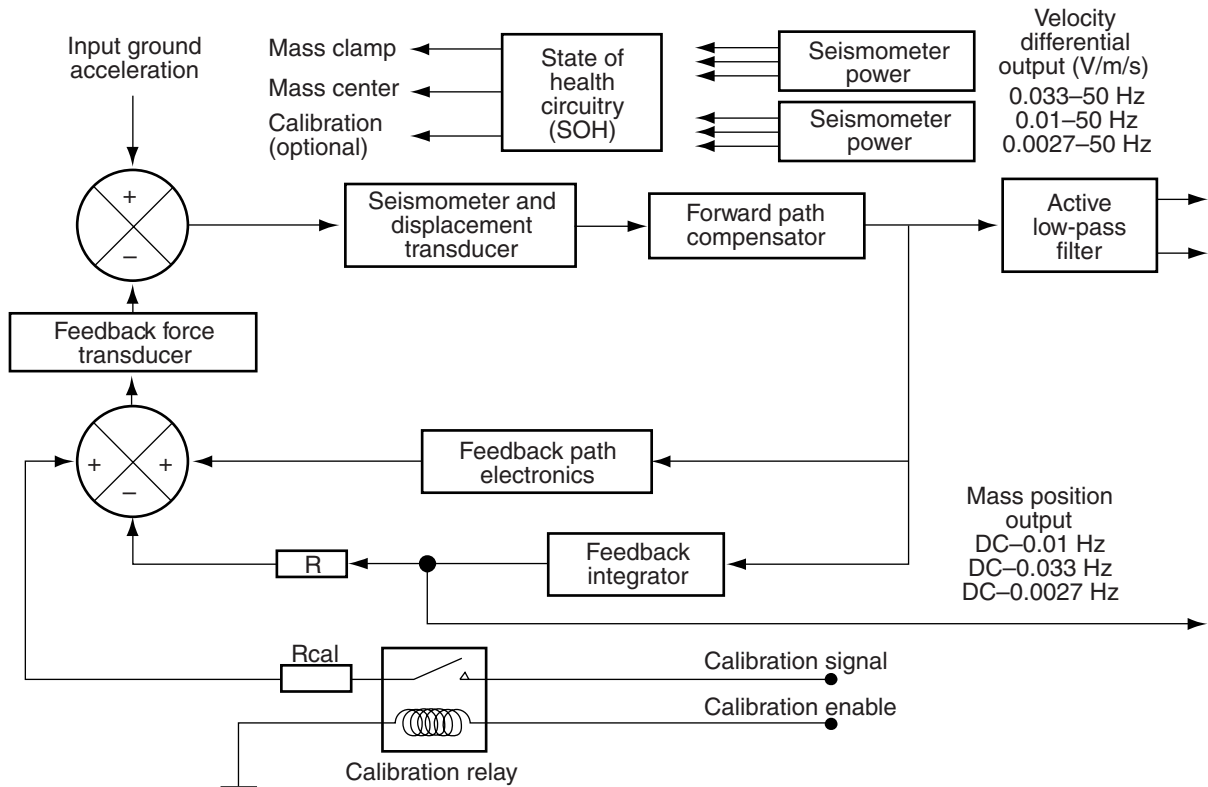 Input ground
acceleration
Mass clamp
Mass center
Calibration
(optional)
State of
health
circuitry
(SOH)
Seismometer
power
Seismometer
power
Velocity
differential
output (V/m/s)
0.033–50 Hz
0.01–50 Hz
0.0027–50 Hz
+
–
Seismometer and
displacement
transducer
Forward path
compensator
Active
low-pass
filter
Feedback force
transducer
+ +
–
Feedback path
electronics
R
Feedback
integrator
Mass position
output
DC–0.01 Hz
DC–0.033 Hz
DC–0.0027 Hz
Rcal
Calibration signal
Calibration enable
Calibration relay